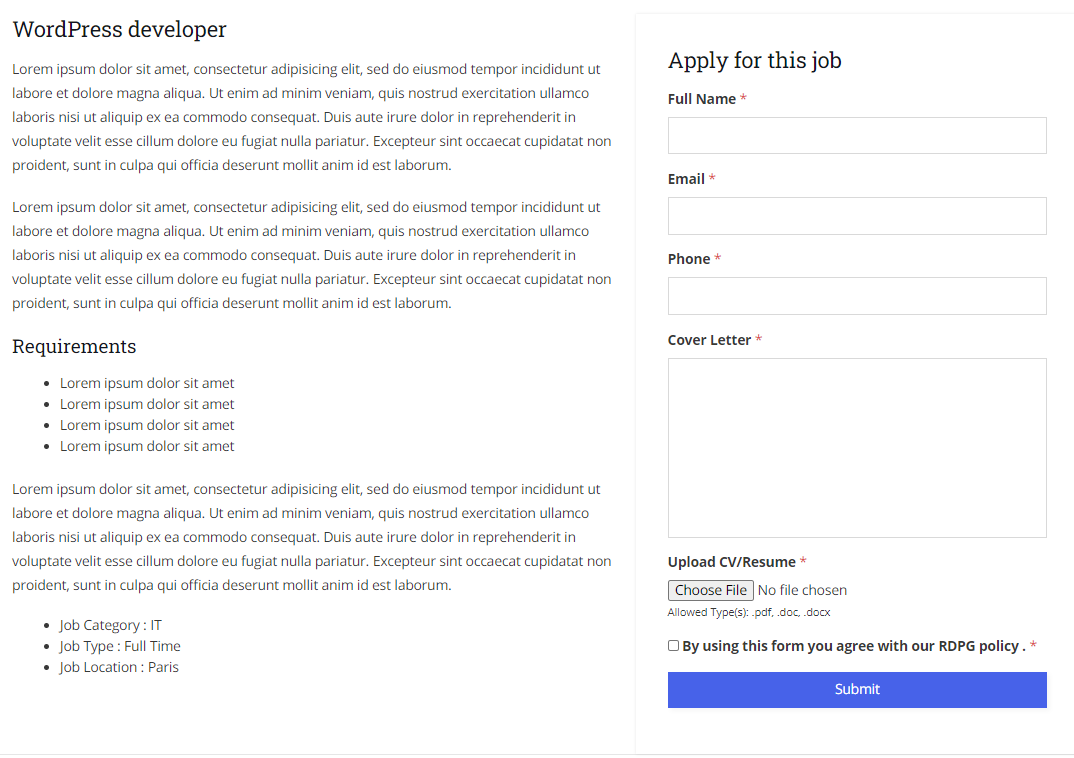 WordPress developer
Lorem ipsum dolor sit amet, consectetur adipisicing elit, sed do eiusmod tempor incididunt ut
labore et dolore magna aliqua. Ut enim ad minim veniam, quis nostrud exercitation ullamco
laboris nisi ut aliquip ex ea commodo consequat. Duis aute irure dolor in reprehenderit in
voluptate velit esse cillum dolore eu fugiat nulla pariatur. Excepteur sint occaecat cupidatat non
proident, sunt in culpa qui officia deserunt mollit anim id est laborum.
Lorem ipsum dolor sit amet, consectetur adipisicing elit, sed do eiusmod tempor incididunt ut
labore et dolore magna aliqua. Ut enim ad minim veniam, quis nostrud exercitation ullamco
laboris nisi ut aliquip ex ea commodo consequat. Duis aute irure dolor in reprehenderit in
voluptate velit esse cillum dolore eu fugiat nulla pariatur. Excepteur sint occaecat cupidatat non
proident, sunt in culpa qui officia deserunt mollit anim id est laborum.
Requirements
• Lorem ipsum dolor sit amet
• Lorem ipsum dolor sit amet
• Lorem ipsum dolor sit amet
• Lorem ipsum dolor sit amet
Lorem ipsum dolor sit amet, consectetur adipisicing elit, sed do eiusmod tempor incididunt ut
labore et dolore magna aliqua. Ut enim ad minim veniam, quis nostrud exercitation ullamco
laboris nisi ut aliquip ex ea commodo consequat. Duis aute irure dolor in reprehenderit in
voluptate velit esse cillum dolore eu fugiat nulla pariatur. Excepteur sint occaecat cupidatat non
proident, sunt in culpa qui officia deserunt mollit anim id est laborum.
• Job Category : IT
• Job Type : Full Time
• Job Location : Paris
Apply for this job
Full Name *
Email *
Phone *
Cover Letter *
Upload CV/Resume *
Choose File No file chosen
Allowed Type(s): .pdf, .doc, .docx
By using this form you agree with our RDPG policy . *
Submit